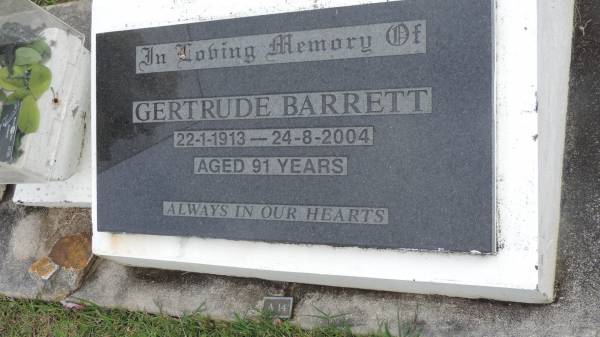 In Loving Memory Of
GERTRUDE BARRETT
22-1-1913 — 24-8-2004
AGED 91 YEARS
ALWAYS IN OUR HEARTS
A 14